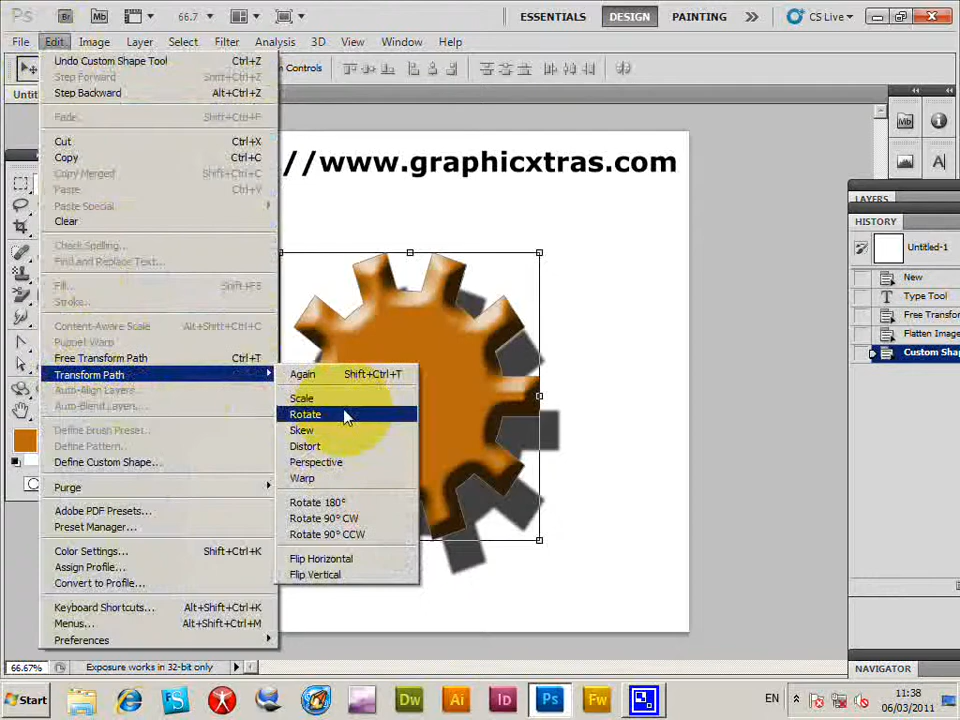 Ps
Br
Mb
66.7
ESSENTIALS
DESIGN
PAINTING
CS Live
File Edit Image Layer Select Filter Analysis 3D View Window Help
Controls
Undo Custom Shape Tool Ctrl+Z
Step Forward Shift+Ctrl+Z
Step Backward Alt+Ctrl+Z
Fade... Shift+Ctrl+F
Cut Ctrl+X
Copy Ctrl+C
Copy Merged Shift+Ctrl+C
Paste Ctrl+V
Paste Special
Clear
Check Spelling...
Find and Replace Text...
Fill... Shift+F5
Stroke...
Content-Aware Scale Alt+Shift+Ctrl+C
Puppet Warp
Free Transform Path Ctrl+T
Transform Path
Auto-Align Layers...
Auto-Blend Layers...
Define Brush Preset...
Define Pattern...
Define Custom Shape...
Purge
Adobe PDF Presets...
Preset Manager...
Color Settings... Shift+Ctrl+K
Assign Profile...
Convert to Profile...
Keyboard Shortcuts... Alt+Shift+Ctrl+K
Menus... Alt+Shift+Ctrl+M
Preferences
Again Shift+Ctrl+T
Scale
Rotate
Skew
Distort
Perspective
Warp
Rotate 180°
Rotate 90° CW
Rotate 90° CCW
Flip Horizontal
Flip Vertical
Untit
//www.graphicxtras.com
Mb
A
LAYERS
HISTORY
Untitled-1
New
Type Tool
Free Transfor
Flatten Image
Custom Shap
NAVIGATOR
66.67%
Exposure works in 32-bit only
Start
Dw
Ai
Id
Ps
Fw
EN
11:38
06/03/2011